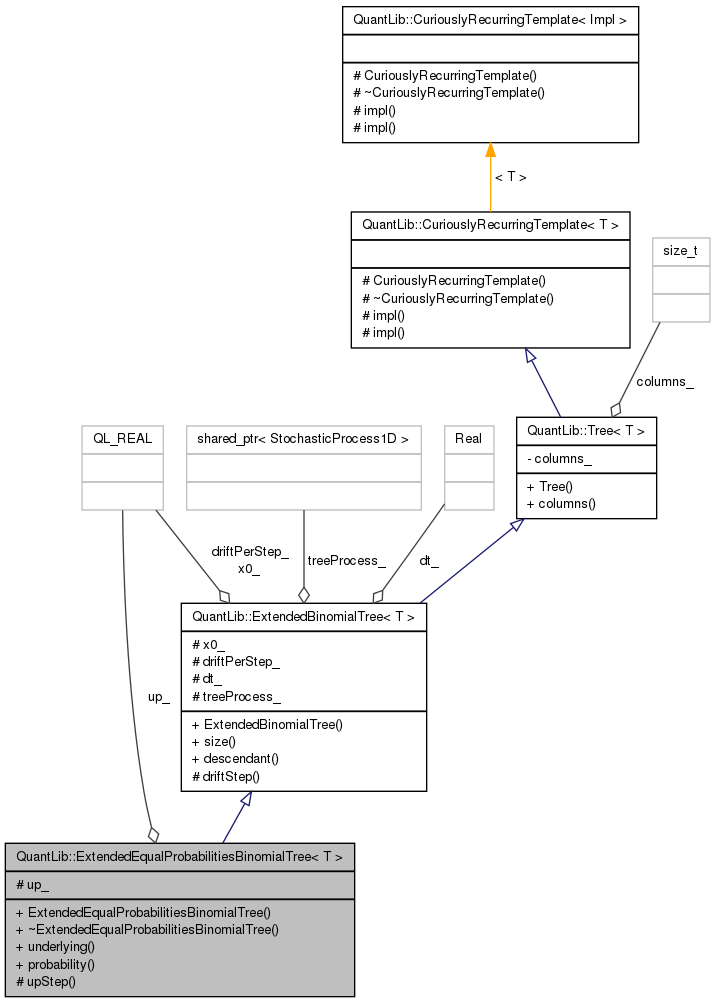 QuantLib::CuriouslyRecurringTemplate< Impl >
# CuriouslyRecurringTemplate()
# ~CuriouslyRecurringTemplate()
# impl()
# impl()
< T >
QuantLib::CuriouslyRecurringTemplate< T >
# CuriouslyRecurringTemplate()
# ~CuriouslyRecurringTemplate()
# impl()
# impl()
size_t
columns_
QuantLib::Tree< T >
- columns_
+ Tree()
+ columns()
QL_REAL
shared_ptr< StochasticProcess1D >
Real
driftPerStep_
x0_
treeProcess_
dt_
QuantLib::ExtendedBinomialTree< T >
# x0_
# driftPerStep_
# dt_
# treeProcess_
+ ExtendedBinomialTree()
+ size()
+ descendant()
# driftStep()
up_
QuantLib::ExtendedEqualProbabilitiesBinomialTree< T >
# up_
+ ExtendedEqualProbabilitiesBinomialTree()
+ ~ExtendedEqualProbabilitiesBinomialTree()
+ underlying()
+ probability()
# upStep()